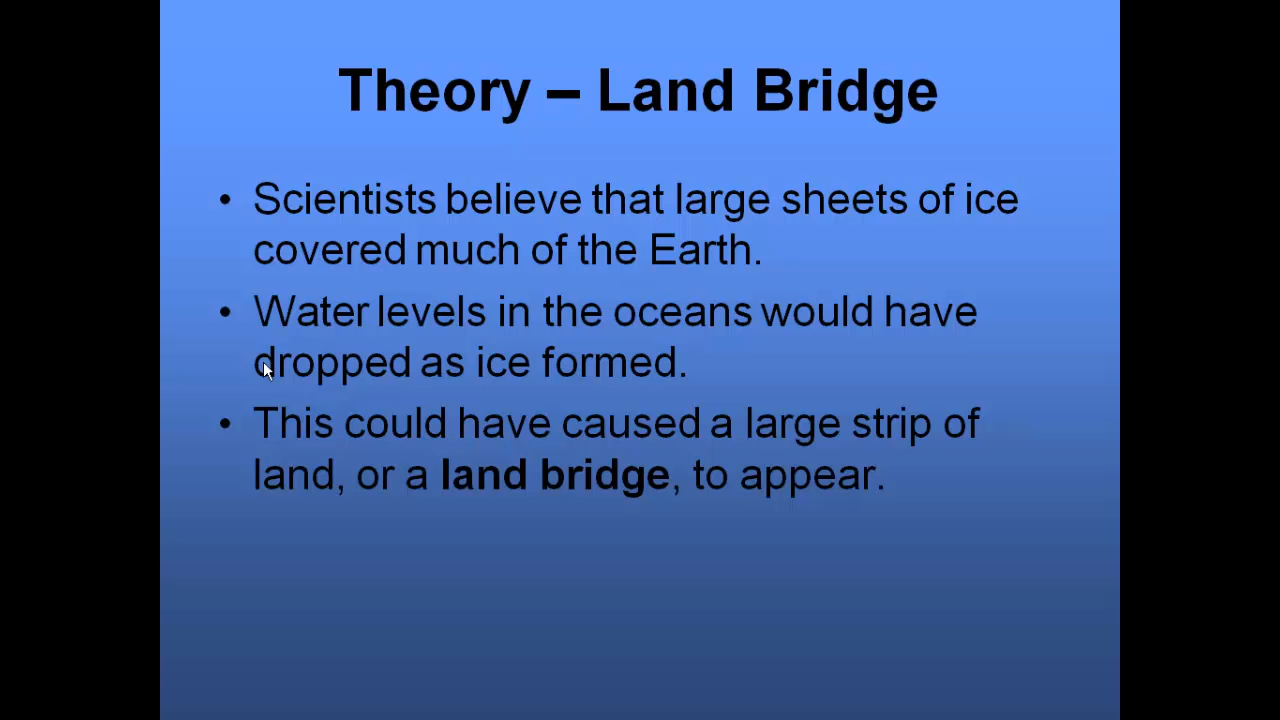 Theory – Land Bridge
• Scientists believe that large sheets of ice
covered much of the Earth.
• Water levels in the oceans would have
dropped as ice formed.
• This could have caused a large strip of
land, or a land bridge, to appear.